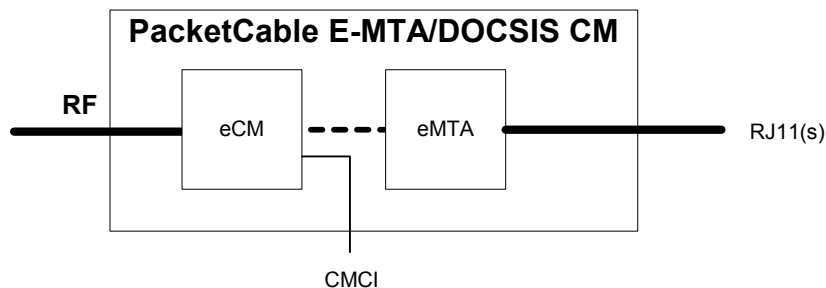 PacketCable E-MTA/DOCSIS CM
RF
eCM
eMTA
RJ11(s)
CMCI